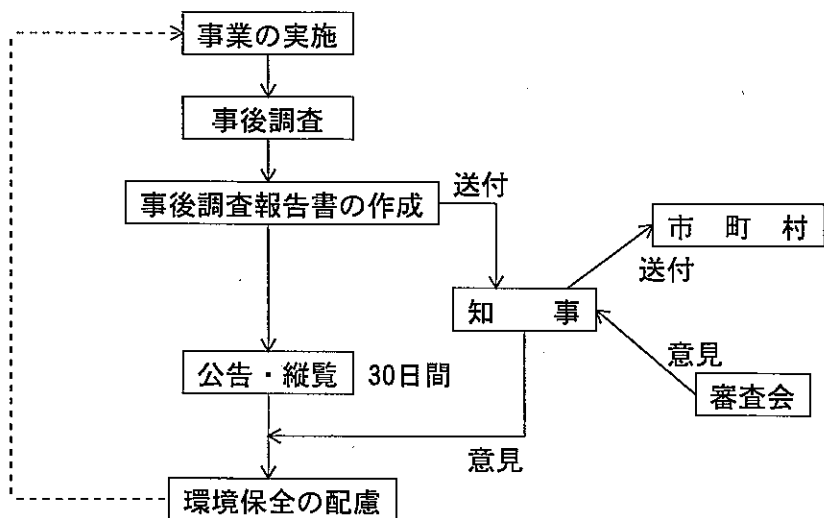 事業の実施
事後調査
事後調査報告書の作成
送付
市 町 村
送付
知 事
意見
公告・縦覧 30日間
審査会
意見
環境保全の配慮